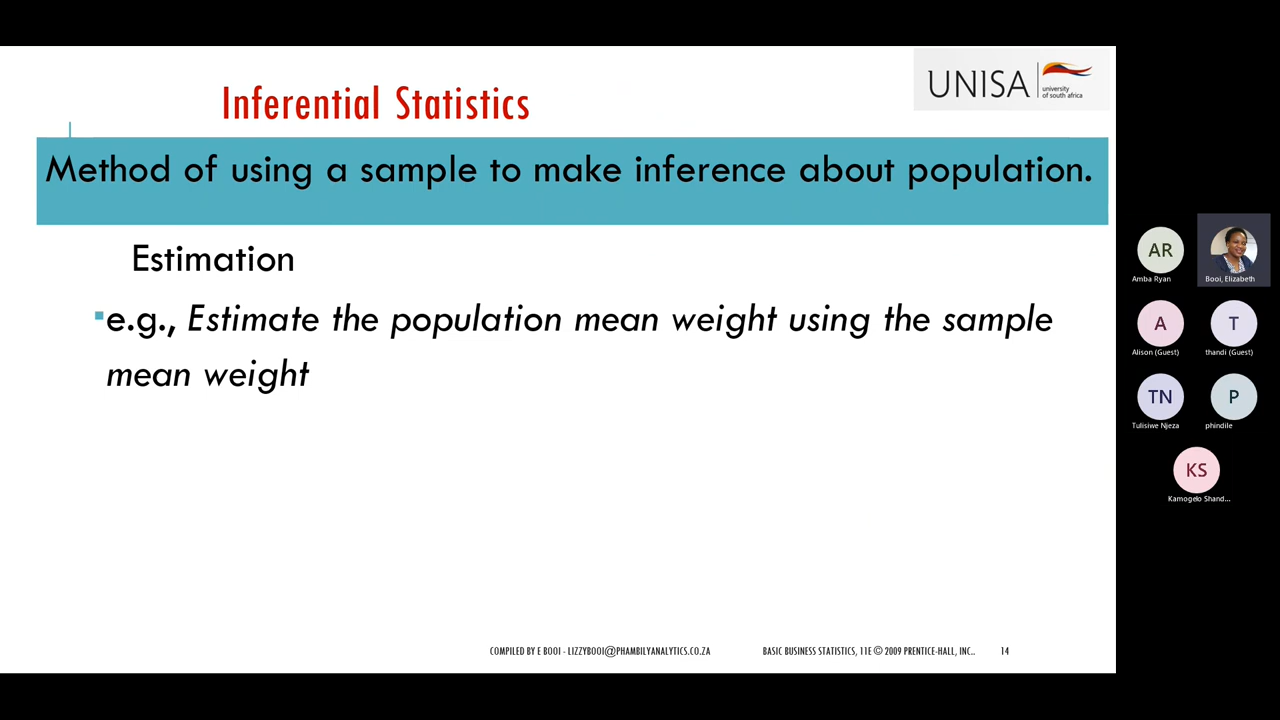 Inferential Statistics
UNISA
university
of south africa
Method of using a sample to make inference about population.
Estimation
e.g., Estimate the population mean weight using the sample
mean weight
COMPILED BY E BOOI - LIZZYBOOI@PHAMBILYANALYTICS.CO.ZA
BASIC BUSINESS STATISTICS, 11E © 2009 PRENTICE-HALL, INC..
14
AR
Amba Ryan
Booi, Elizabeth
A
T
Alison (Guest)
thandi (Guest)
TN
P
Tulisiwe Njeza
phindile
KS
Kamogelo Shand...